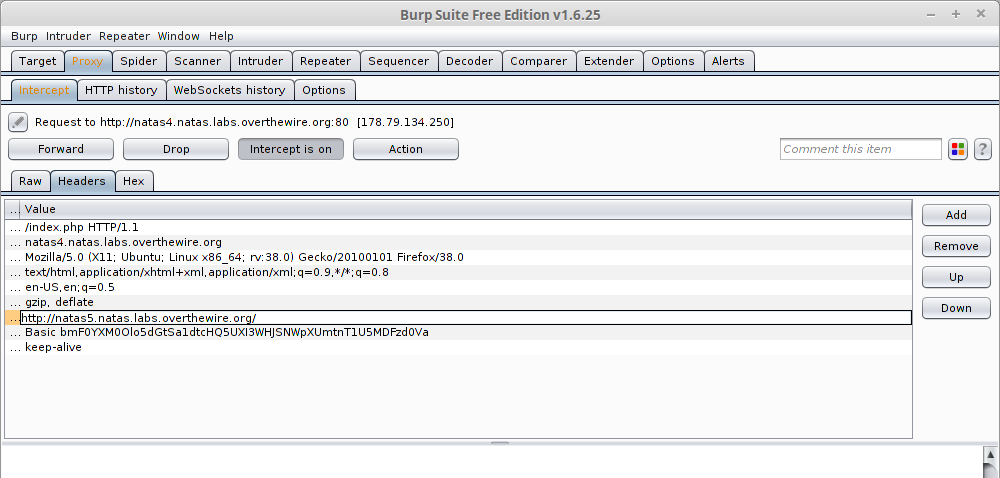 Burp Suite Free Edition v1.6.25
Burp Intruder Repeater Window Help
Target Proxy Spider Scanner Intruder Repeater Sequencer Decoder Comparer Extender Options Alerts
Intercept HTTP history WebSockets history Options
Request to http://natas4.natas.labs.overthewire.org:80 [178.79.134.250]
Forward Drop Intercept is on Action Comment this item ?
Raw Headers Hex
... Value
... /index.php HTTP/1.1
... natas4.natas.labs.overthewire.org
... Mozilla/5.0 (X11; Ubuntu; Linux x86_64; rv:38.0) Gecko/20100101 Firefox/38.0
... text/html,application/xhtml+xml,application/xml;q=0.9,*/*;q=0.8
... en-US,en;q=0.5
... gzip, deflate
... http://natas5.natas.labs.overthewire.org/
... Basic bmF0YXM0Olo5dGtSa1dtcHQ5UXI3WHJSNWpXUmtnT1U5MDFzd0Va
... keep-alive
Add
Remove
Up
Down